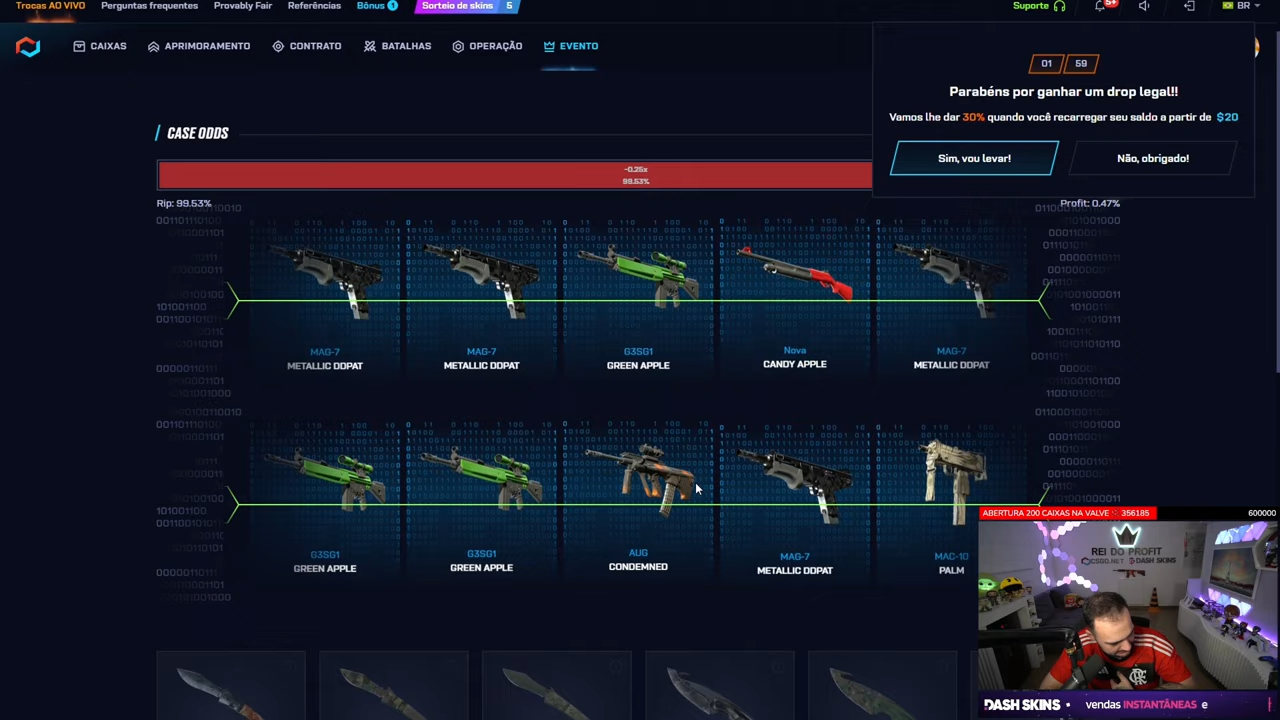 Trocas AO VIVO
Perguntas frequentes
Provably Fair
Referências
Bônus 1
Sorteio de skins 5
Suporte
5+
BR
CAIXAS
APRIMORAMENTO
CONTRATO
BATALHAS
OPERAÇÃO
EVENTO
01 59
Parabéns por ganhar um drop legal!!
Vamos lhe dar 30% quando você recarregar seu saldo a partir de $20
Sim, vou levar!
Não, obrigado!
CASE ODDS
-0.25x
99.53%
Rip: 99.53%
Profit: 0.47%
MAG-7
METALLIC DDPAT
MAG-7
METALLIC DDPAT
G3SG1
GREEN APPLE
Nova
CANDY APPLE
MAG-7
METALLIC DDPAT
G3SG1
GREEN APPLE
G3SG1
GREEN APPLE
AUG
CONDEMNED
MAG-7
METALLIC DDPAT
MAC-10
PALM
ABERTURA 200 CAIXAS NA VALVE
356185
600000
REI DO PROFIT
CSGO.NET
DASH SKINS
DASH SKINS • vendas INSTANTÂNEAS e